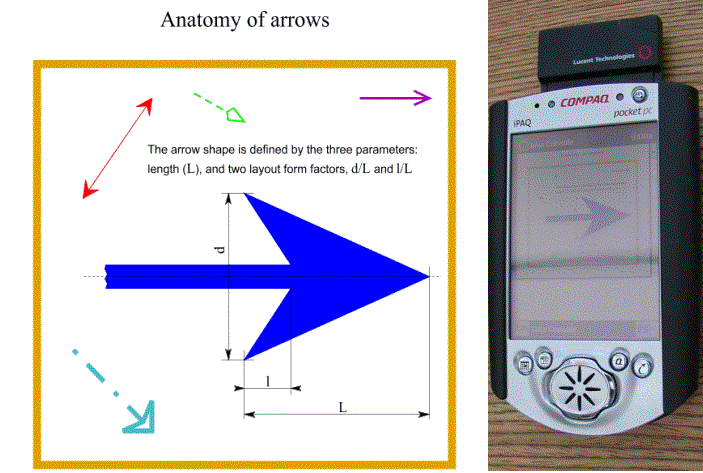 Anatomy of arrows
The arrow shape is defined by the three parameters:
length (L), and two layout form factors, d/L and l/L
d
l
L
Lucent Technologies
COMPAQ
iPAQ
pocket pc